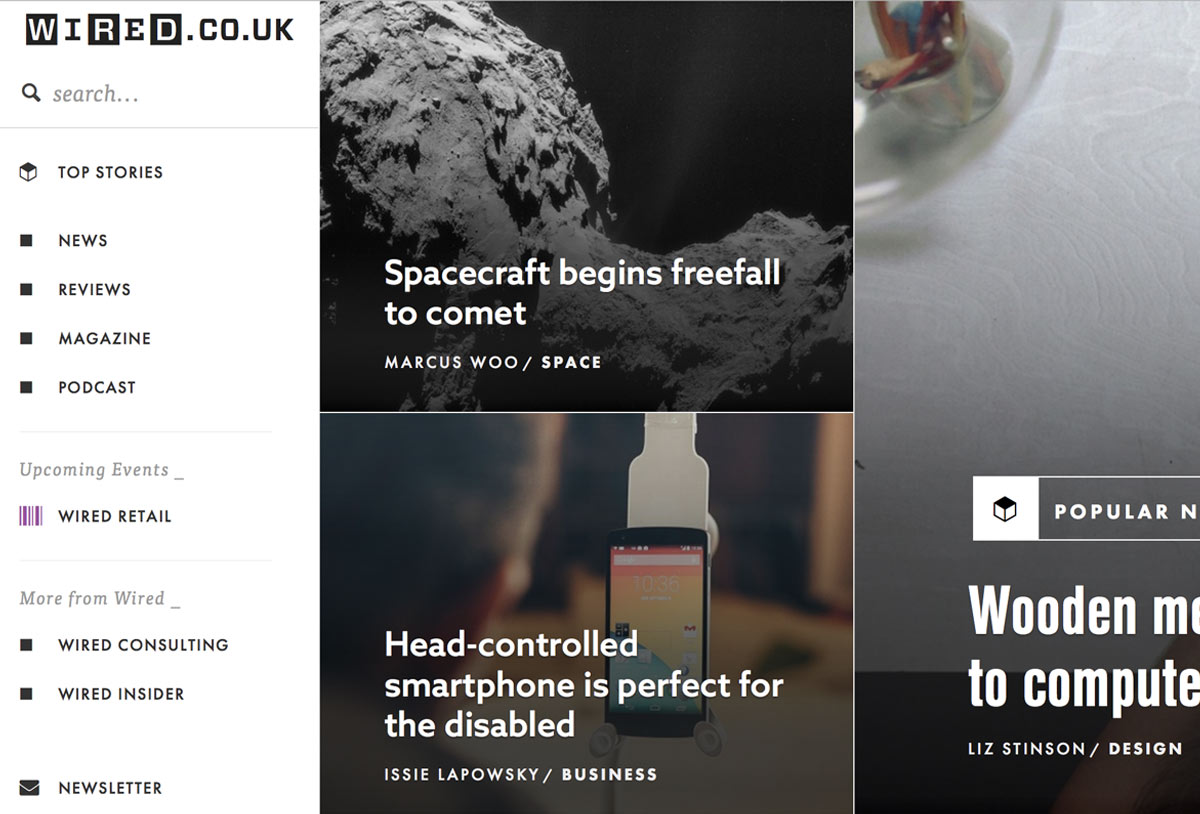 WIRED.CO.UK
search...
TOP STORIES
NEWS
REVIEWS
MAGAZINE
PODCAST
Upcoming Events _
WIRED RETAIL
More from Wired _
WIRED CONSULTING
WIRED INSIDER
NEWSLETTER
Spacecraft begins freefall
to comet
MARCUS WOO / SPACE
10:36
Head-controlled
smartphone is perfect for
the disabled
ISSIE LAPOWSKY / BUSINESS
POPULAR N
Wooden me
to compute
LIZ STINSON / DESIGN